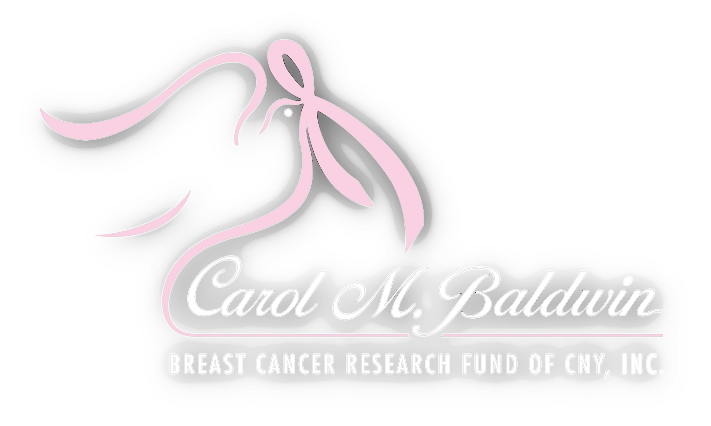 Carol M. Baldwin
BREAST CANCER RESEARCH FUND OF CNY, INC.